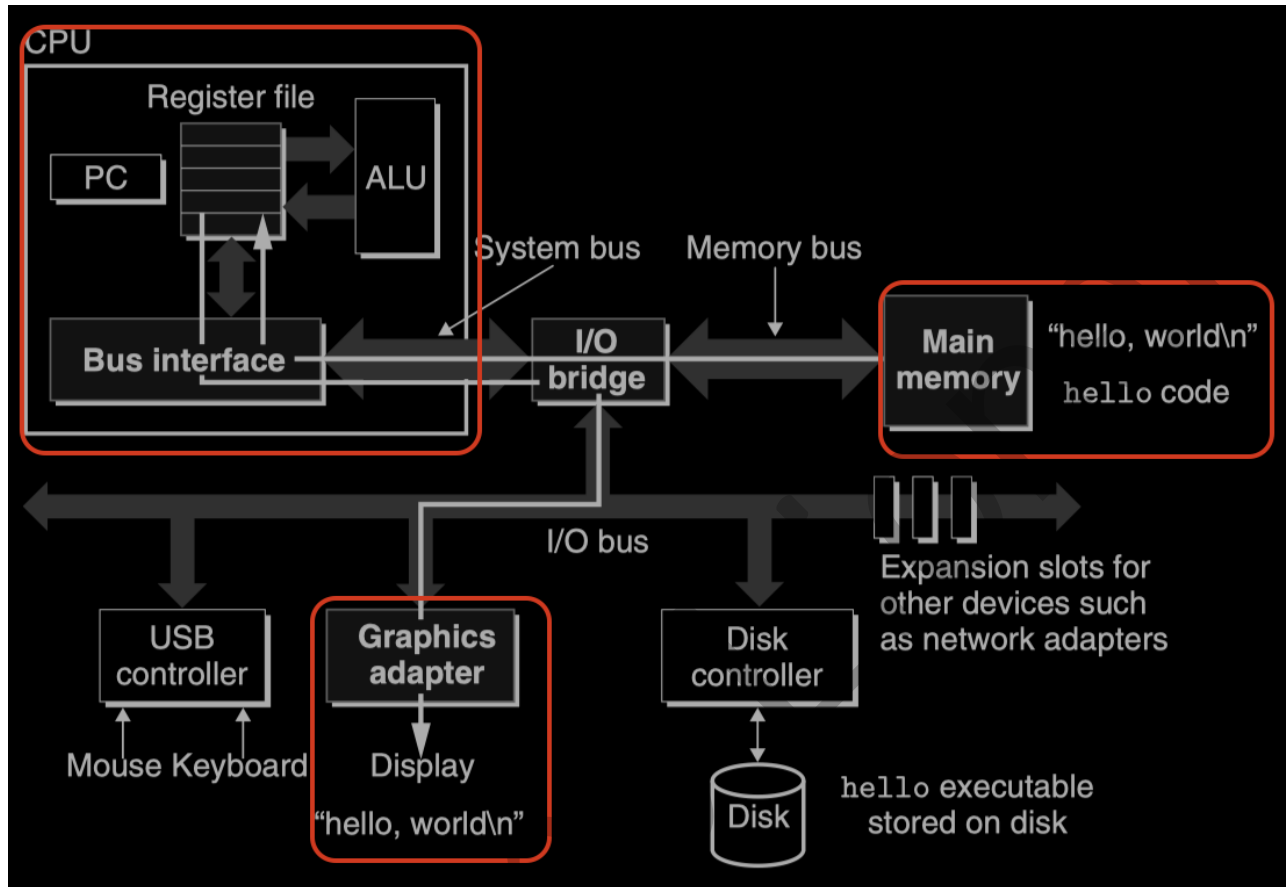 CPU
Register file
PC
ALU
System bus
Memory bus
Bus interface
I/O
bridge
Main
memory
“hello, world\n”
hello code
I/O bus
Expansion slots for
other devices such
as network adapters
USB
controller
Graphics
adapter
Disk
controller
Mouse Keyboard
Display
“hello, world\n”
Disk
hello executable
stored on disk